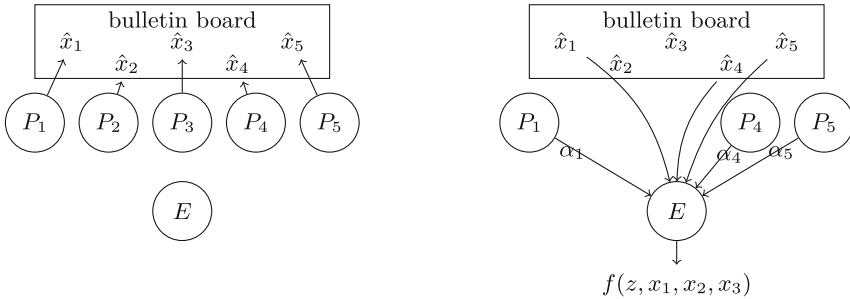 bulletin board
x̂₁ x̂₃ x̂₅
x̂₂ x̂₄
P₁ P₂ P₃ P₄ P₅
E
bulletin board
x̂₁ x̂₃ x̂₅
x̂₂ x̂₄
P₁ P₄ P₅
α₁ α₄ α₅
E
f(z, x₁, x₂, x₃)